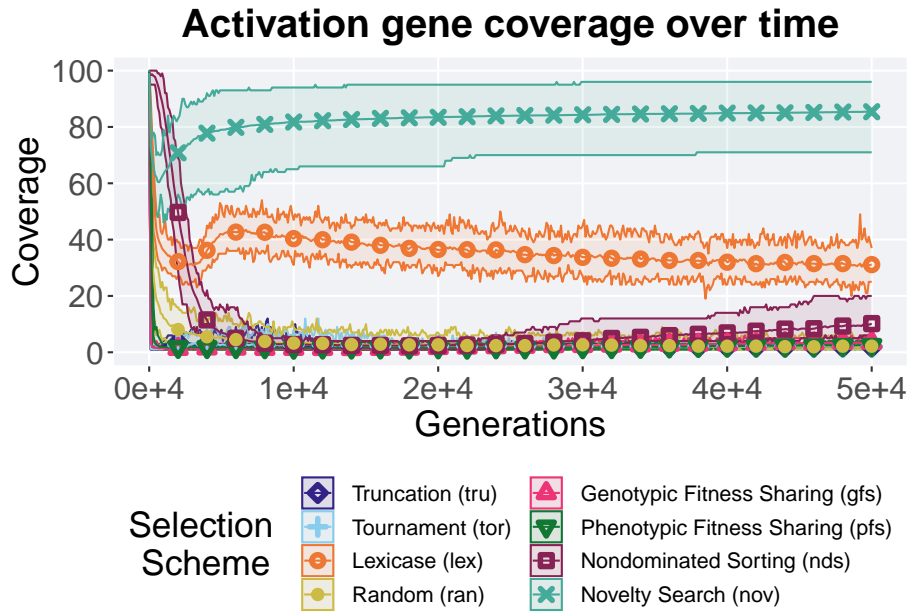 Activation gene coverage over time
100
80
60
40
20
0
Coverage
0e+4 1e+4 2e+4 3e+4 4e+4 5e+4
Generations
Selection
Scheme
Truncation (tru)
Tournament (tor)
Lexicase (lex)
Random (ran)
Genotypic Fitness Sharing (gfs)
Phenotypic Fitness Sharing (pfs)
Nondominated Sorting (nds)
Novelty Search (nov)